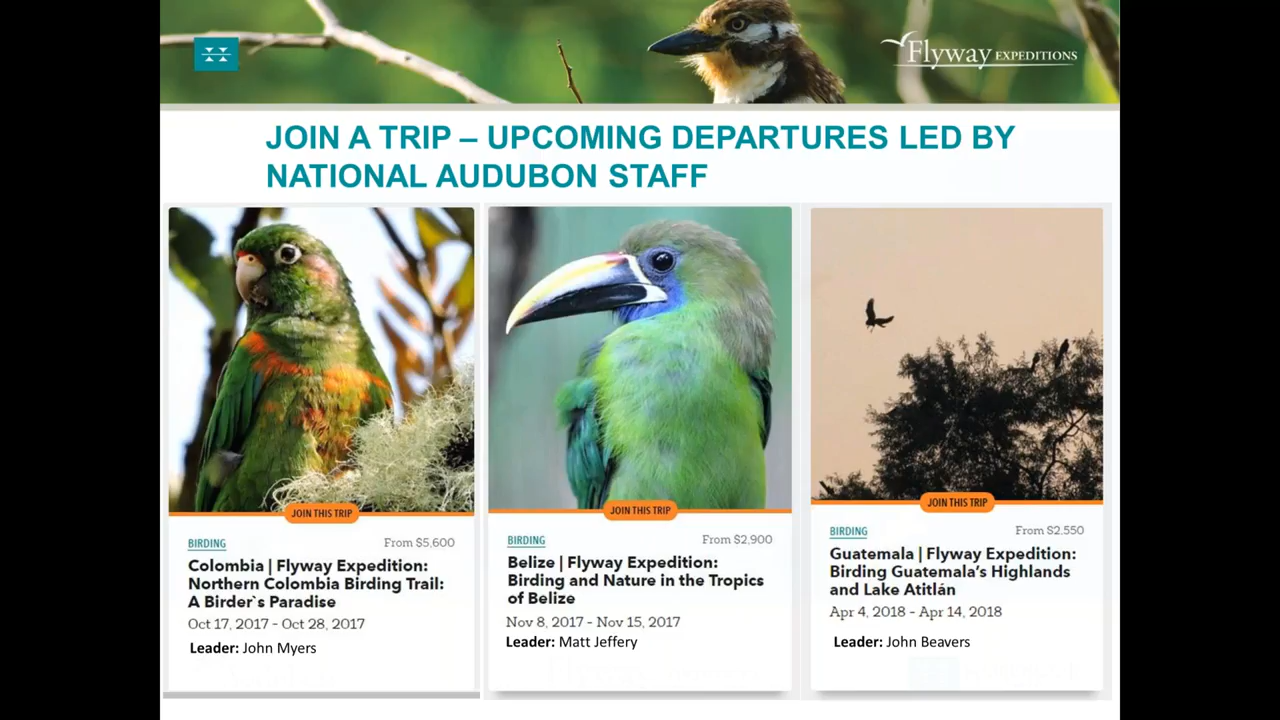 Flyway EXPEDITIONS
JOIN A TRIP – UPCOMING DEPARTURES LED BY
NATIONAL AUDUBON STAFF
JOIN THIS TRIP
BIRDING
From $5,600
Colombia | Flyway Expedition:
Northern Colombia Birding Trail:
A Birder`s Paradise
Oct 17, 2017 - Oct 28, 2017
Leader: John Myers
JOIN THIS TRIP
BIRDING
From $2,900
Belize | Flyway Expedition:
Birding and Nature in the Tropics
of Belize
Nov 8, 2017 - Nov 15, 2017
Leader: Matt Jeffery
JOIN THIS TRIP
BIRDING
From $2,550
Guatemala | Flyway Expedition:
Birding Guatemala's Highlands
and Lake Atitlán
Apr 4, 2018 - Apr 14, 2018
Leader: John Beavers